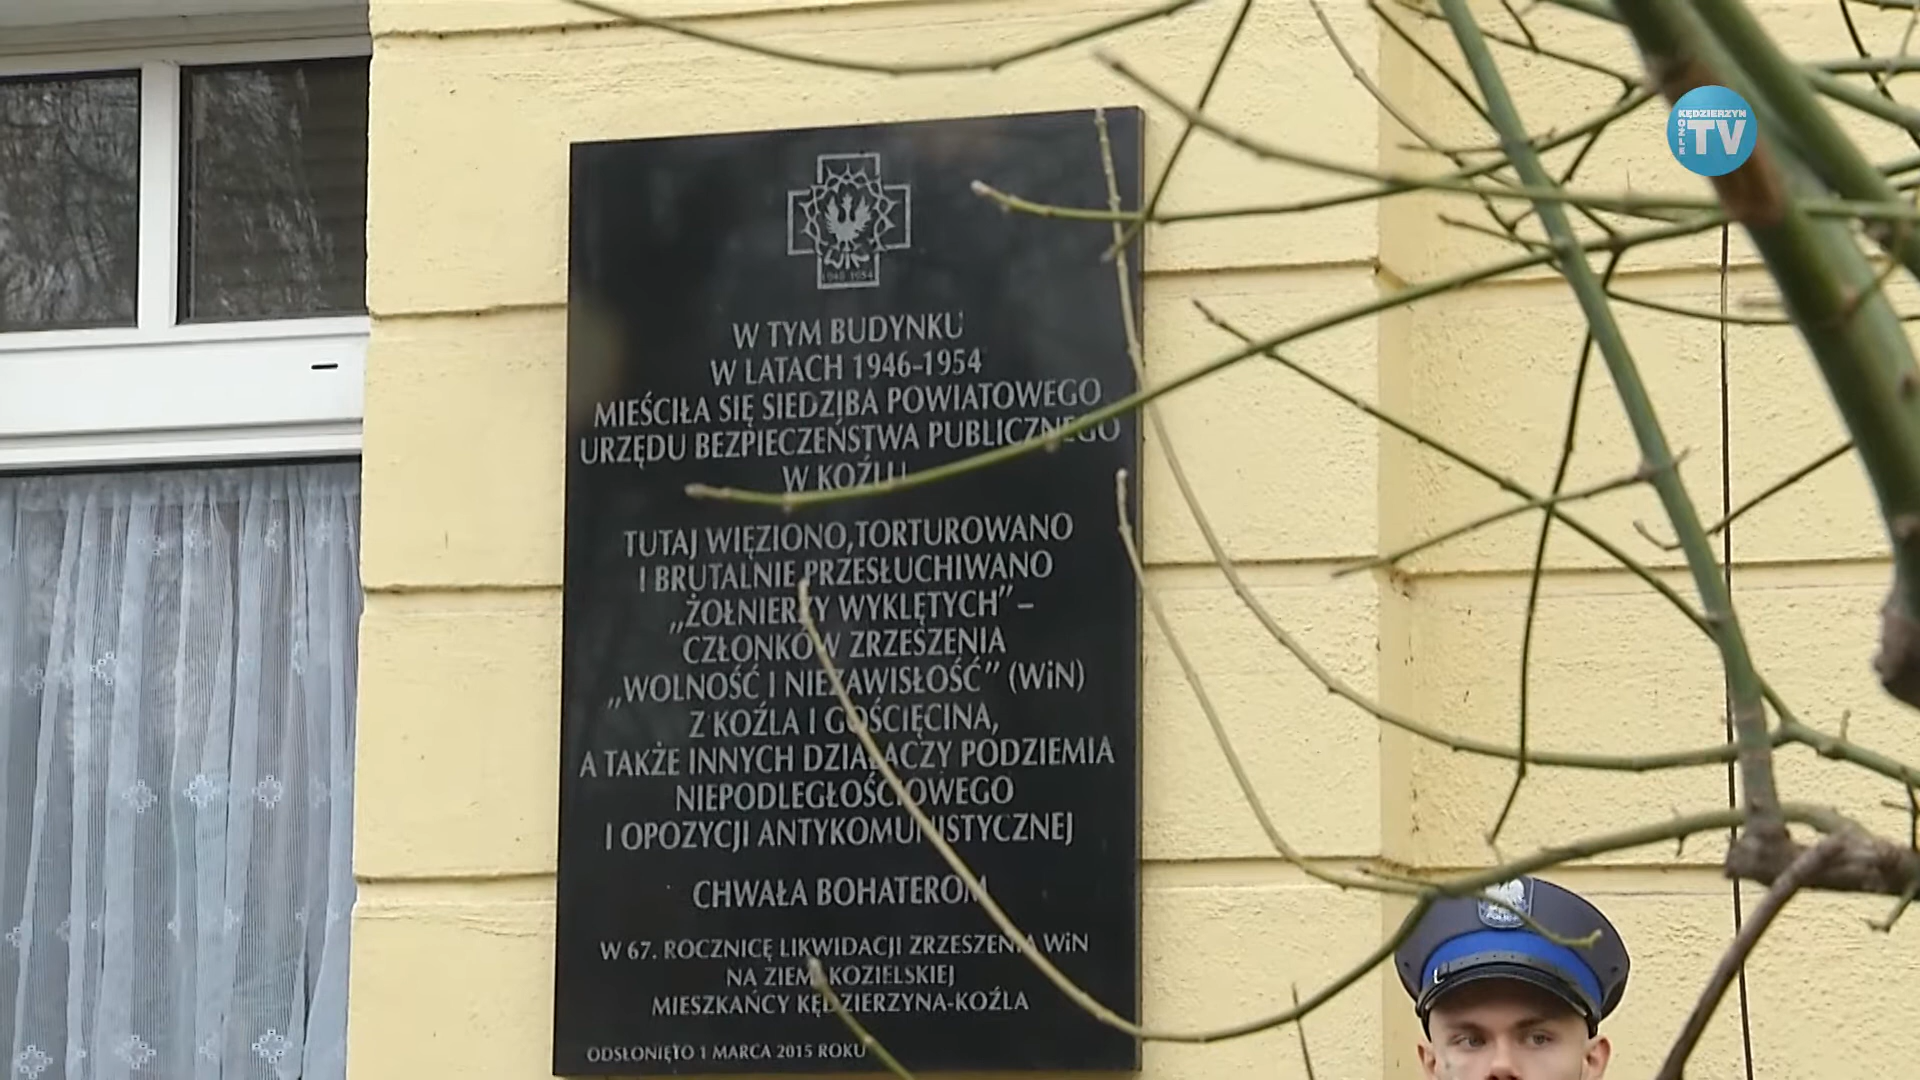 KĘDZIERZYN
KOŹLE
TV
1948 1954
W TYM BUDYNKU
W LATACH 1946-1954
MIEŚCIŁA SIĘ SIEDZIBA POWIATOWEGO
URZĘDU BEZPIECZEŃSTWA PUBLICZNEGO
W KOŹLU
TUTAJ WIĘZIONO, TORTUROWANO
I BRUTALNIE PRZESŁUCHIWANO
„ŻOŁNIERZY WYKLĘTYCH” –
CZŁONKÓW ZRZESZENIA
„WOLNOŚĆ I NIEZAWISŁOŚĆ” (WiN)
Z KOŹLA I GOŚCIĘCINA,
A TAKŻE INNYCH DZIAŁACZY PODZIEMIA
NIEPODLEGŁOŚCIOWEGO
I OPOZYCJI ANTYKOMUNISTYCZNEJ
CHWAŁA BOHATEROM
W 67. ROCZNICĘ LIKWIDACJI ZRZESZENIA WiN
NA ZIEMI KOZIELSKIEJ
MIESZKAŃCY KĘDZIERZYNA-KOŹLA
ODSŁONIĘTO 1 MARCA 2015 ROKU